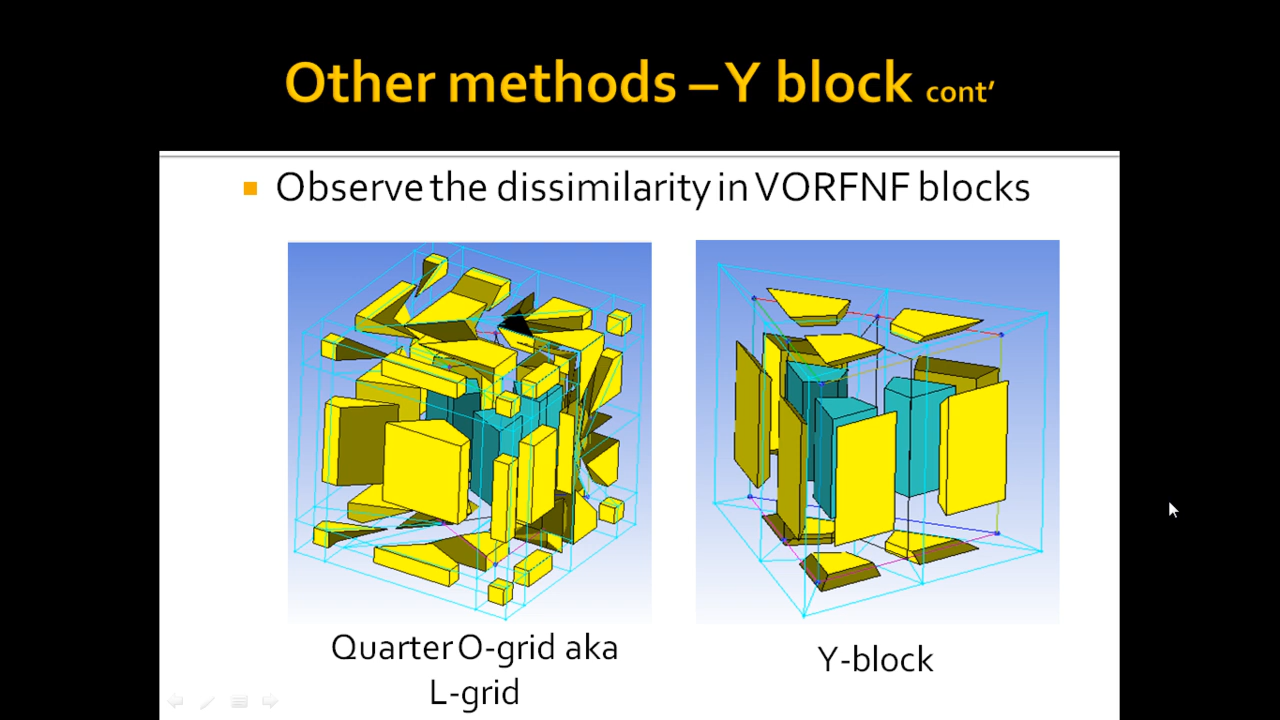 Other methods – Y block cont’
Observe the dissimilarity in VORFNF blocks
Quarter O-grid aka
L-grid
Y-block